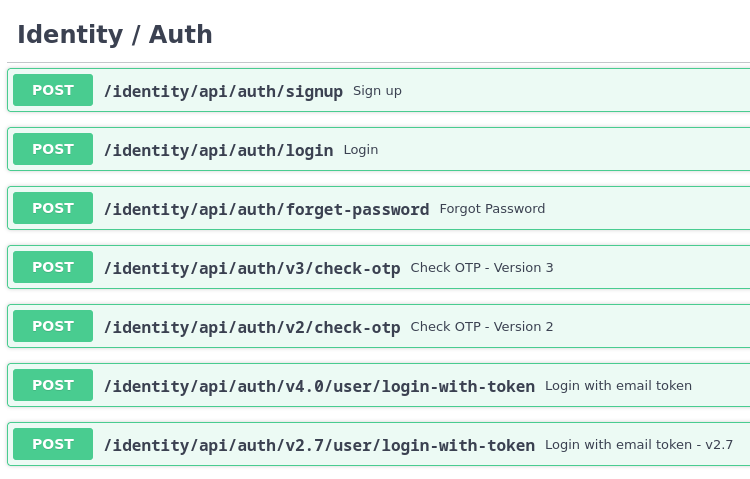 Identity / Auth
POST /identity/api/auth/signup Sign up
POST /identity/api/auth/login Login
POST /identity/api/auth/forget-password Forgot Password
POST /identity/api/auth/v3/check-otp Check OTP - Version 3
POST /identity/api/auth/v2/check-otp Check OTP - Version 2
POST /identity/api/auth/v4.0/user/login-with-token Login with email token
POST /identity/api/auth/v2.7/user/login-with-token Login with email token - v2.7